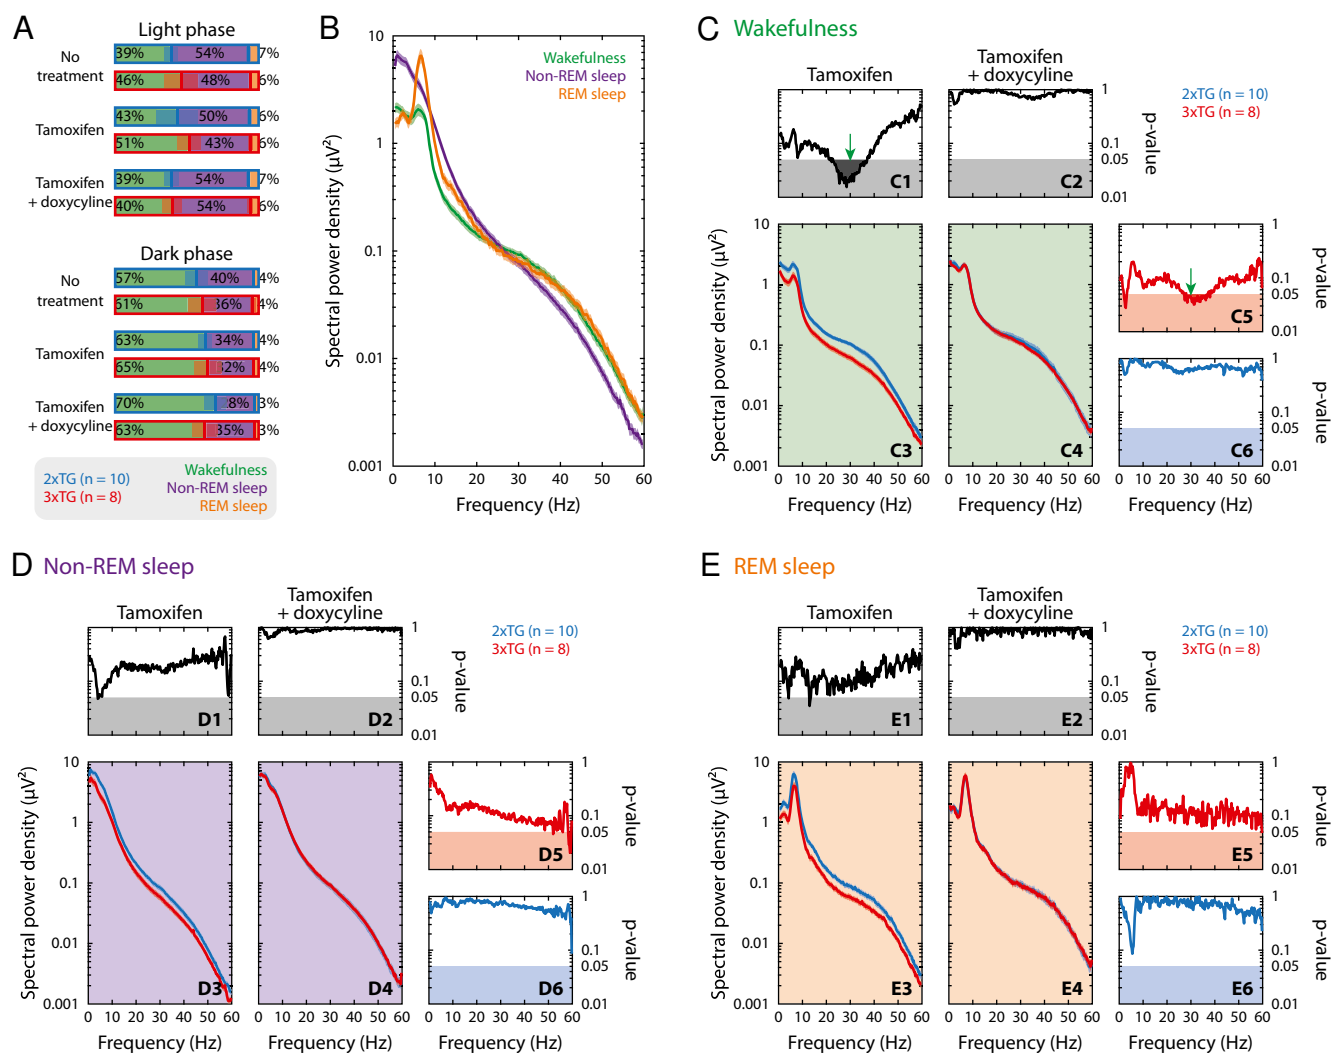 A
Light phase
No
treatment
39% 54% 7%
46% 48% 6%
Tamoxifen
43% 50% 6%
51% 43% 6%
Tamoxifen
+ doxycyline
39% 54% 7%
40% 54% 6%
Dark phase
No
treatment
57% 40% 4%
61% 36% 4%
Tamoxifen
63% 34% 4%
65% 32% 4%
Tamoxifen
+ doxycyline
70% 8% 3%
63% 35% 3%
2xTG (n = 10)
3xTG (n = 8)
Wakefulness
Non-REM sleep
REM sleep
B
Wakefulness
Non-REM sleep
REM sleep
Spectral power density (µV²)
10
1
0.1
0.01
0.001
0 10 20 30 40 50 60
Frequency (Hz)
C Wakefulness
Tamoxifen
Tamoxifen
+ doxycyline
2xTG (n = 10)
3xTG (n = 8)
C1
C2
1
0.1
0.05
0.01
p-value
Spectral power density (µV²)
10
1
0.1
0.01
0.001
C3
C4
C5
1
0.1
0.05
0.01
p-value
C6
1
0.1
0.05
0.01
p-value
0 10 20 30 40 50 60
0 10 20 30 40 50 60
0 10 20 30 40 50 60
Frequency (Hz)
Frequency (Hz)
Frequency (Hz)
D Non-REM sleep
Tamoxifen
Tamoxifen
+ doxycyline
2xTG (n = 10)
3xTG (n = 8)
D1
D2
1
0.1
0.05
0.01
p-value
Spectral power density (µV²)
10
1
0.1
0.01
0.001
D3
D4
D5
1
0.1
0.05
0.01
p-value
D6
1
0.1
0.05
0.01
p-value
0 10 20 30 40 50 60
0 10 20 30 40 50 60
0 10 20 30 40 50 60
Frequency (Hz)
Frequency (Hz)
Frequency (Hz)
E REM sleep
Tamoxifen
Tamoxifen
+ doxycyline
2xTG (n = 10)
3xTG (n = 8)
E1
E2
1
0.1
0.05
0.01
p-value
Spectral power density (µV²)
10
1
0.1
0.01
0.001
E3
E4
E5
1
0.1
0.05
0.01
p-value
E6
1
0.1
0.05
0.01
p-value
0 10 20 30 40 50 60
0 10 20 30 40 50 60
0 10 20 30 40 50 60
Frequency (Hz)
Frequency (Hz)
Frequency (Hz)